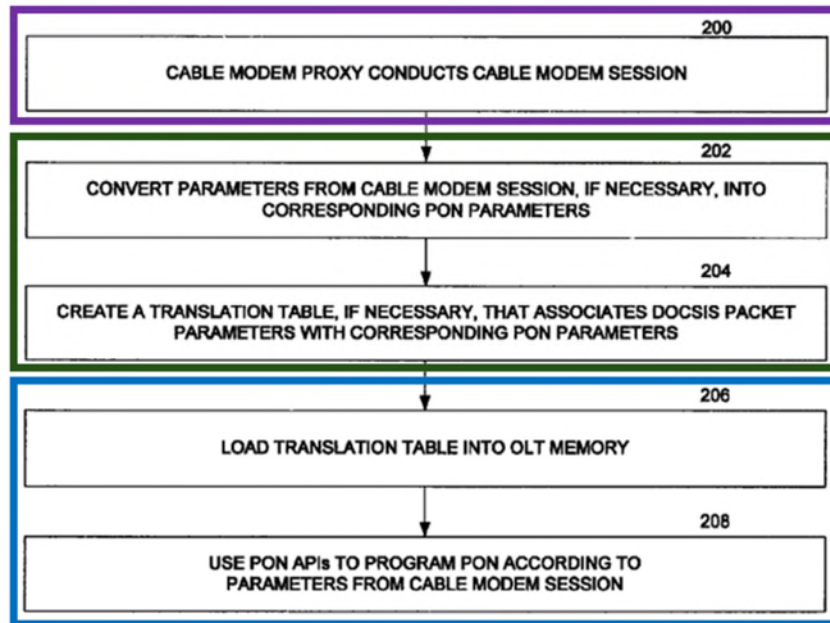 200
CABLE MODEM PROXY CONDUCTS CABLE MODEM SESSION
202
CONVERT PARAMETERS FROM CABLE MODEM SESSION, IF NECESSARY, INTO
CORRESPONDING PON PARAMETERS
204
CREATE A TRANSLATION TABLE, IF NECESSARY, THAT ASSOCIATES DOCSIS PACKET
PARAMETERS WITH CORRESPONDING PON PARAMETERS
206
LOAD TRANSLATION TABLE INTO OLT MEMORY
208
USE PON APIs TO PROGRAM PON ACCORDING TO
PARAMETERS FROM CABLE MODEM SESSION